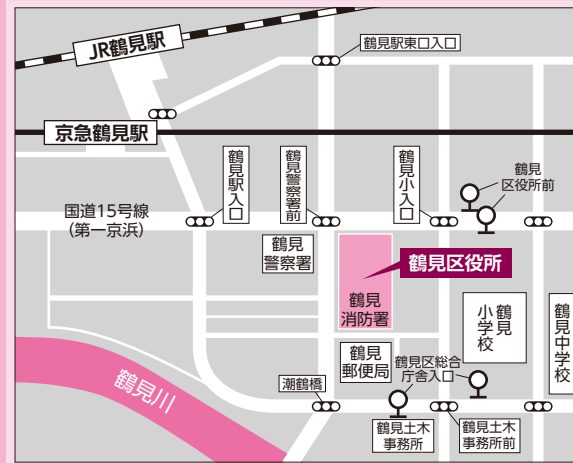 JR鶴見駅
鶴見駅東口入口
京急鶴見駅
鶴見駅入口
鶴見警察署前
鶴見小入口
鶴見
区役所前
国道15号線
(第一京浜)
鶴見
警察署
鶴見区役所
鶴見
消防署
鶴見
小学校
鶴見中学校
鶴見
郵便局
鶴見区総合
庁舎入口
鶴見川
潮鶴橋
鶴見土木
事務所
鶴見土木
事務所前